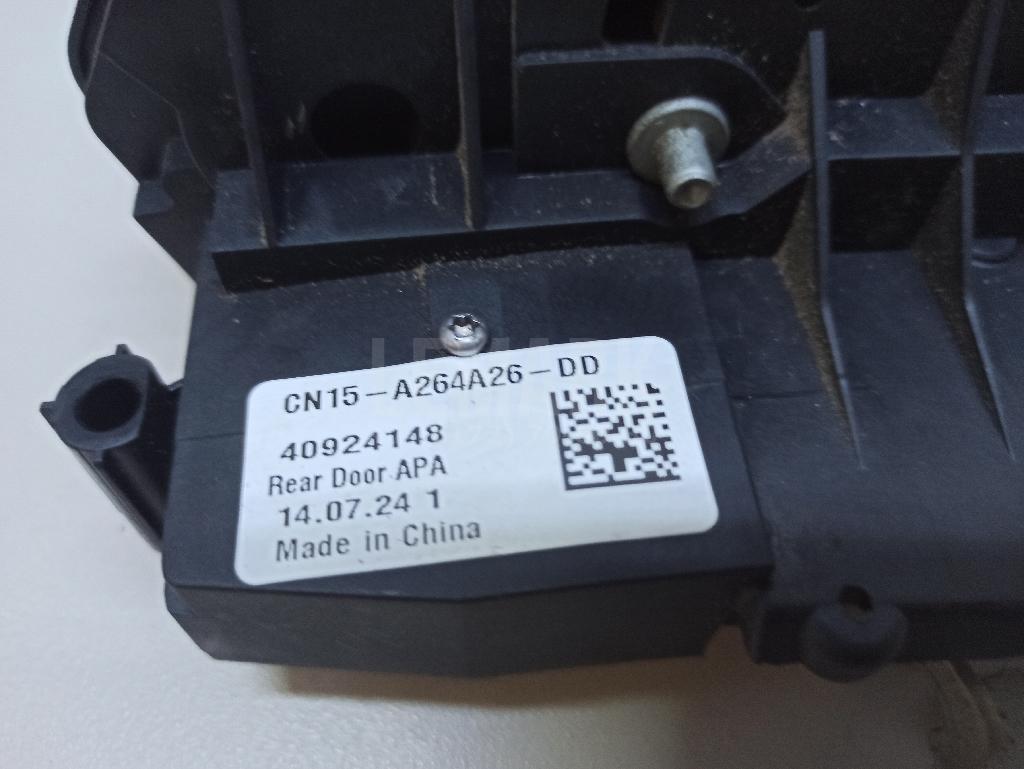 CN15-A264A26-DD
40924148
Rear Door APA
14.07.24 1
Made in China